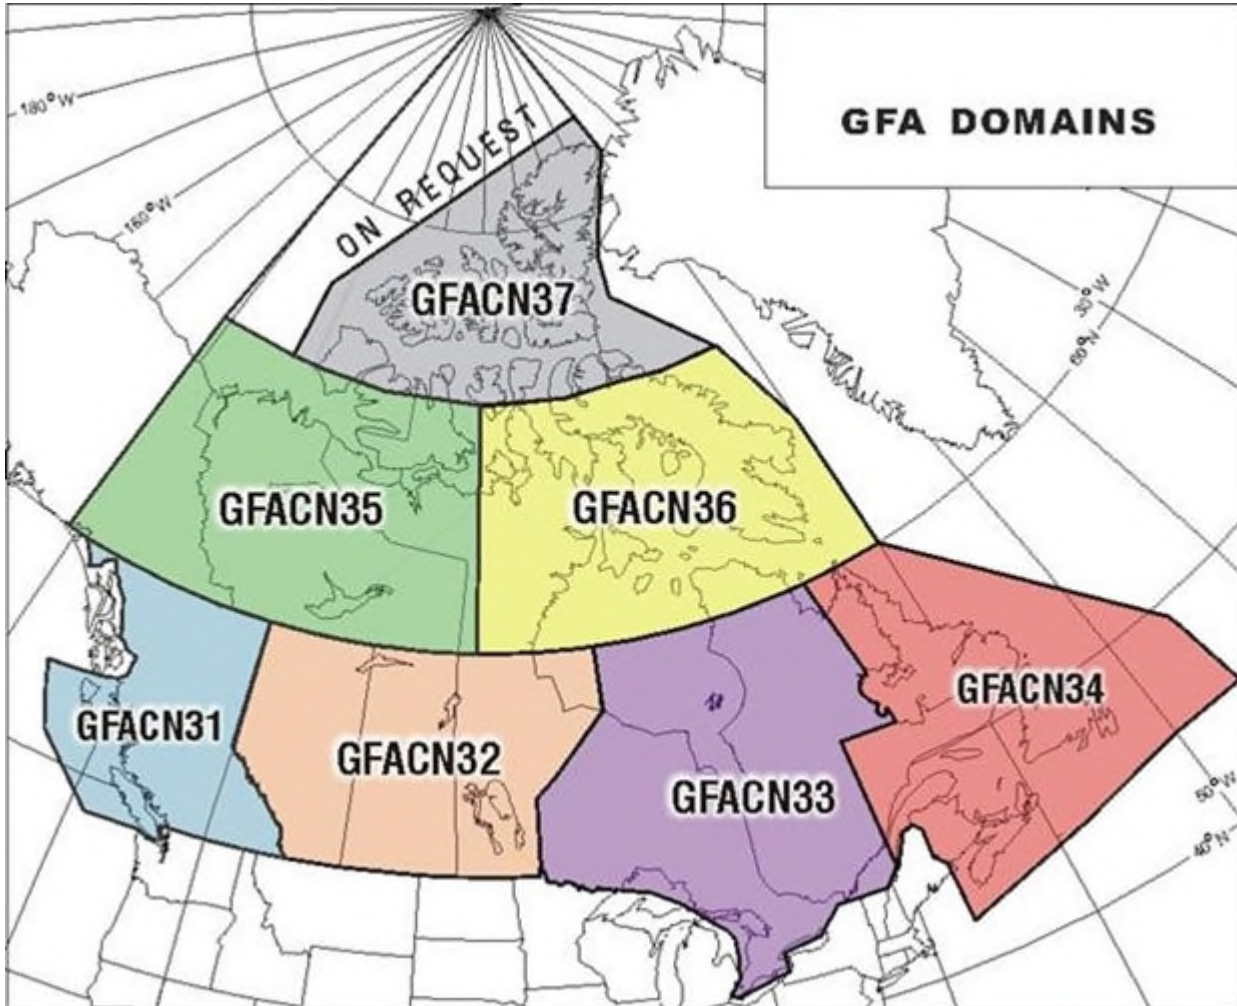 GFA DOMAINS
180°W
ON REQUEST
160°W
GFACN37
30°W
60°N
GFACN35
GFACN36
GFACN34
GFACN31
GFACN32
GFACN33
50°W
40°N